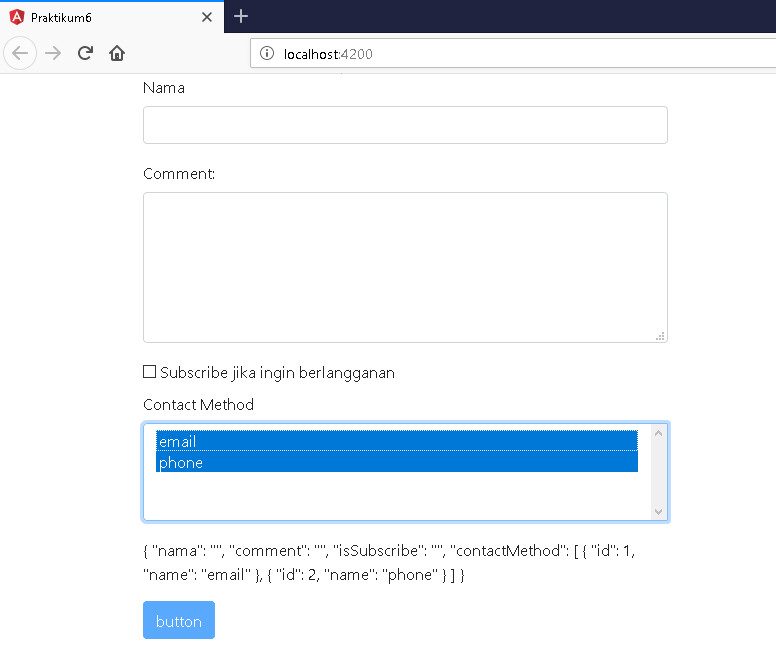 Praktikum6
localhost:4200
Nama
Comment:
Subscribe jika ingin berlangganan
Contact Method
email
phone
{ "nama": "", "comment": "", "isSubscribe": "", "contactMethod": [ { "id": 1,
"name": "email" }, { "id": 2, "name": "phone" } ] }
button